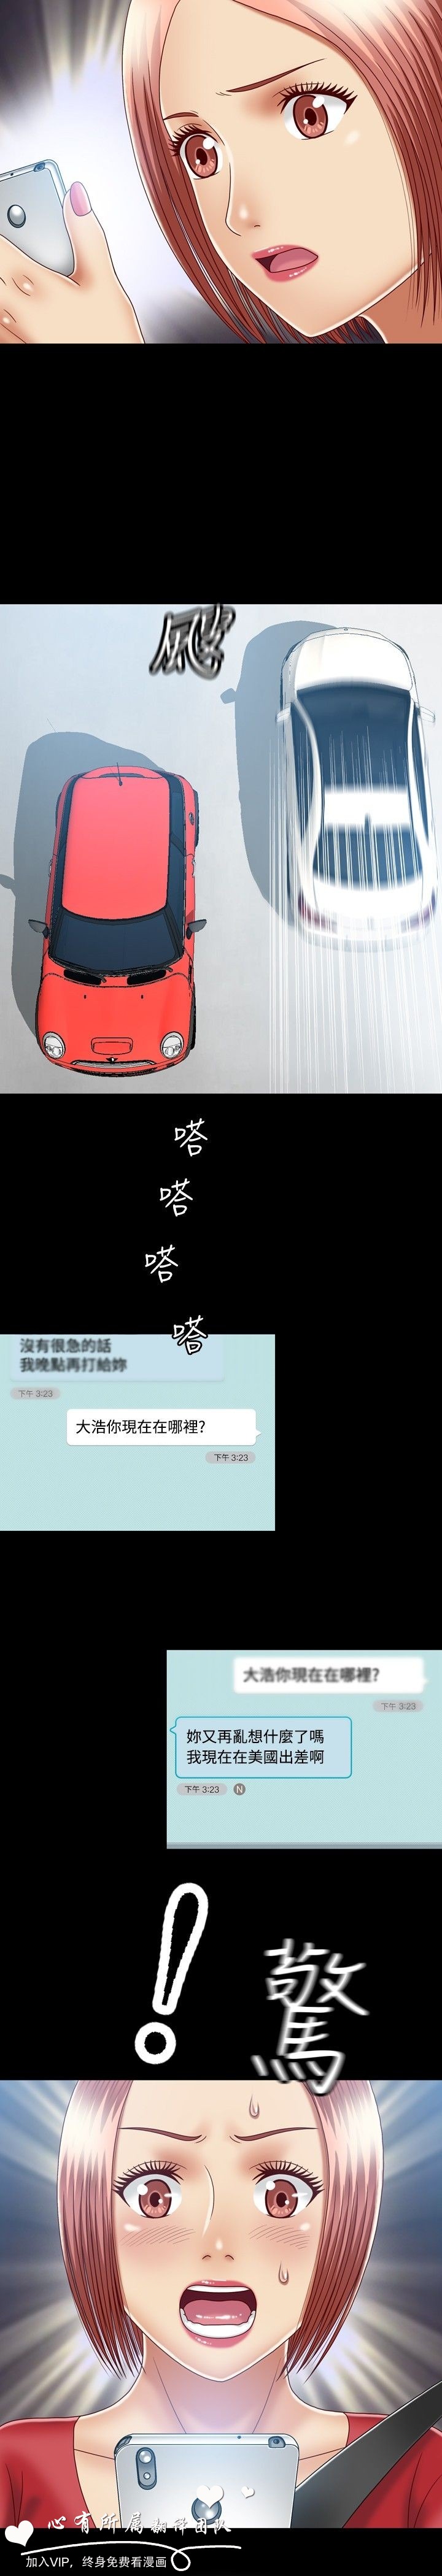 嗒
嗒
嗒
嗒
沒有很急的話
我晚點再打給妳
下午 3:23
大浩你現在在哪裡?
下午 3:23
大浩你現在在哪裡?
下午 3:23
妳又再亂想什麼了嗎
我現在在美國出差啊
下午 3:23 N
!
驚
心有所属翻译团队
加入VIP，终身免费看漫画